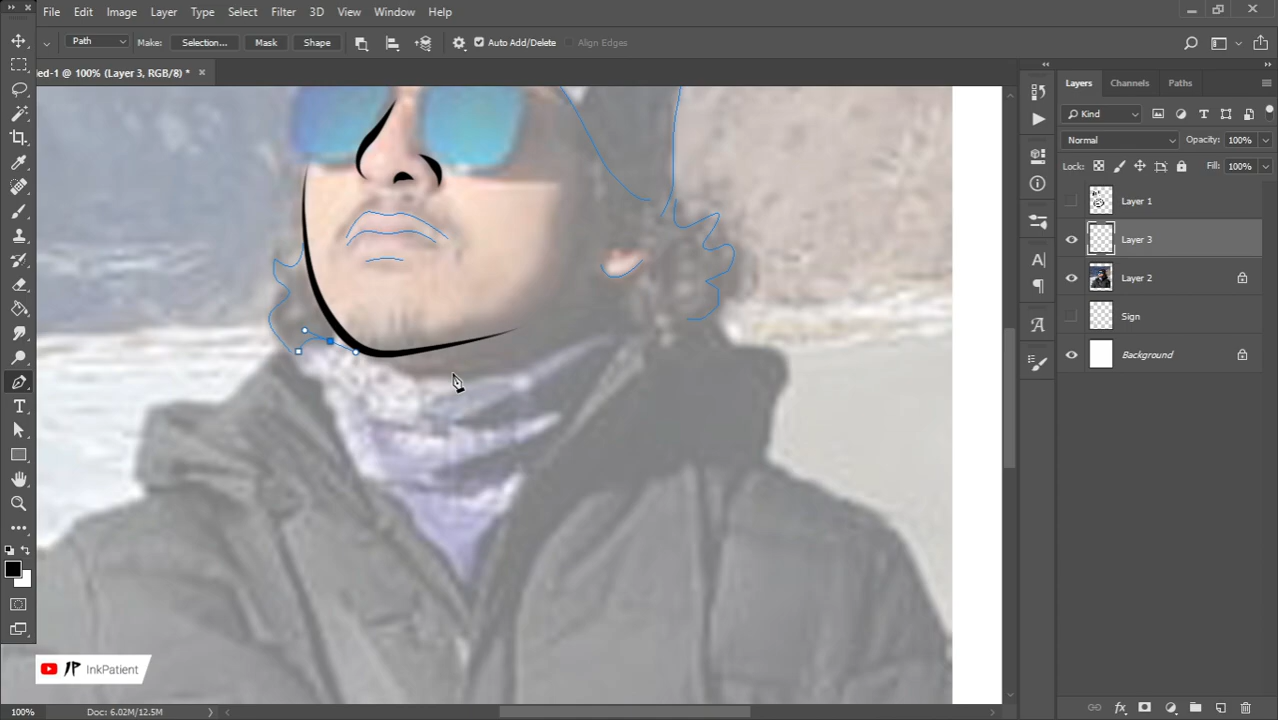 File Edit Image Layer Type Select Filter 3D View Window Help
Path Make: Selection... Mask Shape Auto Add/Delete Align Edges
ed-1 @ 100% (Layer 3, RGB/8) * ×
Layers Channels Paths
Kind
Normal Opacity: 100%
Lock: Fill: 100%
Layer 1
Layer 3
Layer 2
Sign
Background
InkPatient
100% Doc: 6.02M/12.5M